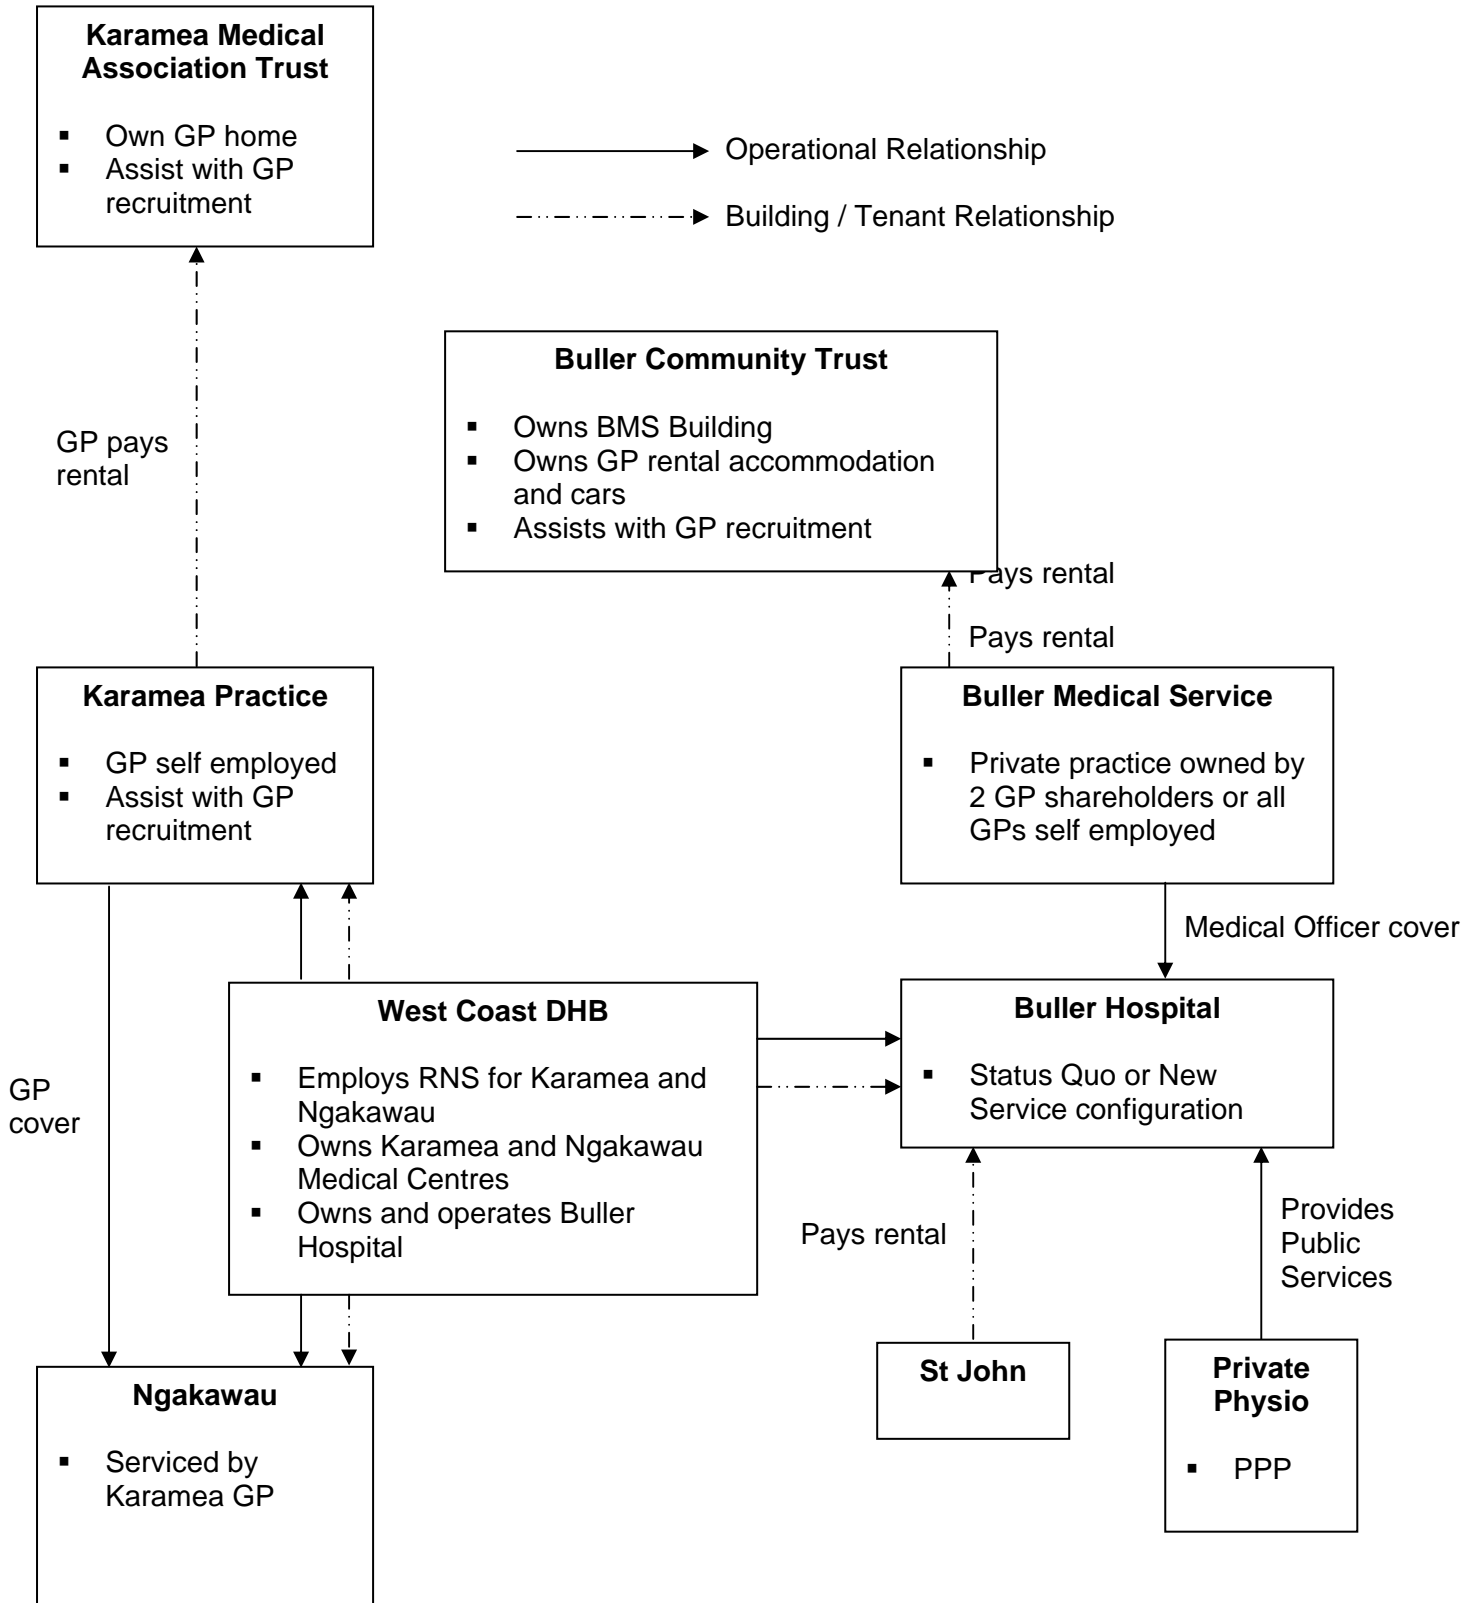 Karamea Medical
Association Trust
▪ Own GP home
▪ Assist with GP
recruitment
Operational Relationship
Building / Tenant Relationship
Buller Community Trust
▪ Owns BMS Building
▪ Owns GP rental accommodation
and cars
▪ Assists with GP recruitment
GP pays
rental
Pays rental
Pays rental
Karamea Practice
▪ GP self employed
▪ Assist with GP
recruitment
Buller Medical Service
▪ Private practice owned by
2 GP shareholders or all
GPs self employed
Medical Officer cover
West Coast DHB
▪ Employs RNS for Karamea and
Ngakawau
▪ Owns Karamea and Ngakawau
Medical Centres
▪ Owns and operates Buller
Hospital
Buller Hospital
▪ Status Quo or New
Service configuration
GP
cover
Pays rental
Provides
Public
Services
Ngakawau
▪ Serviced by
Karamea GP
St John
Private
Physio
▪ PPP